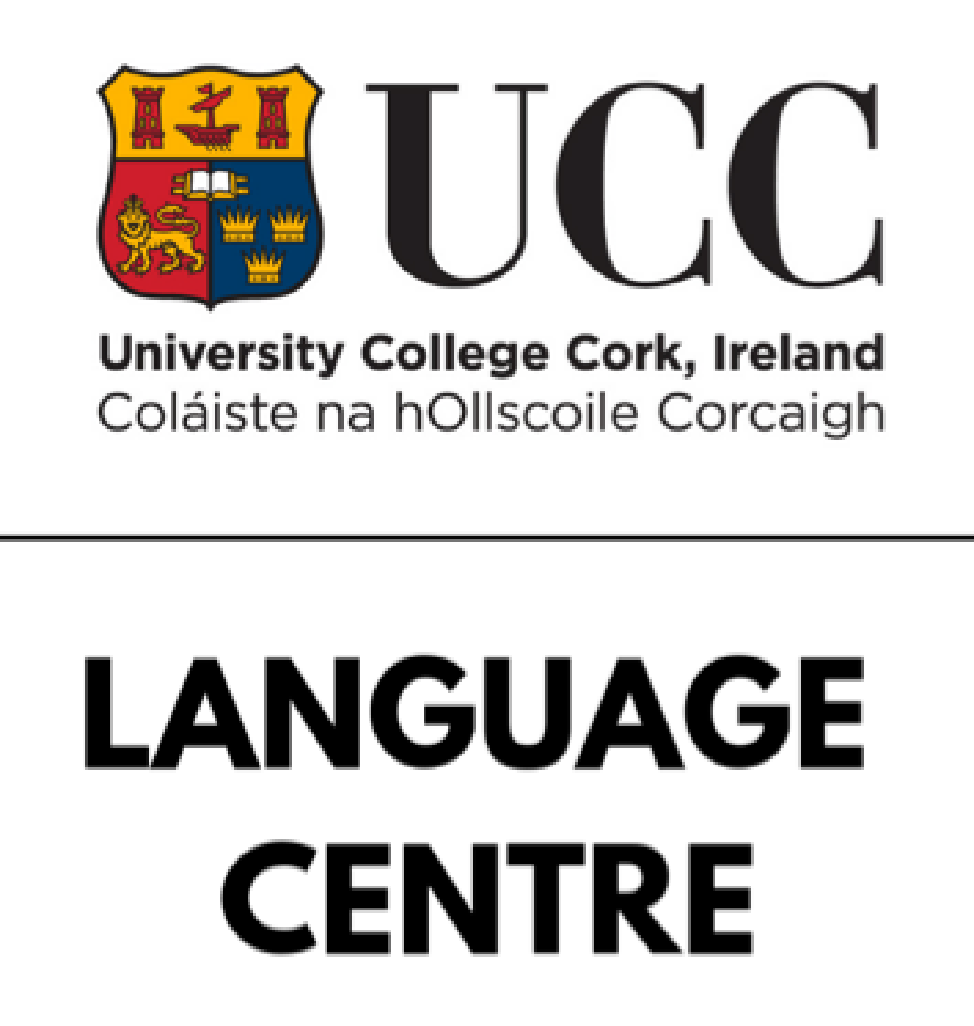 UCC
University College Cork, Ireland
Coláiste na hOllscoile Corcaigh
LANGUAGE
CENTRE